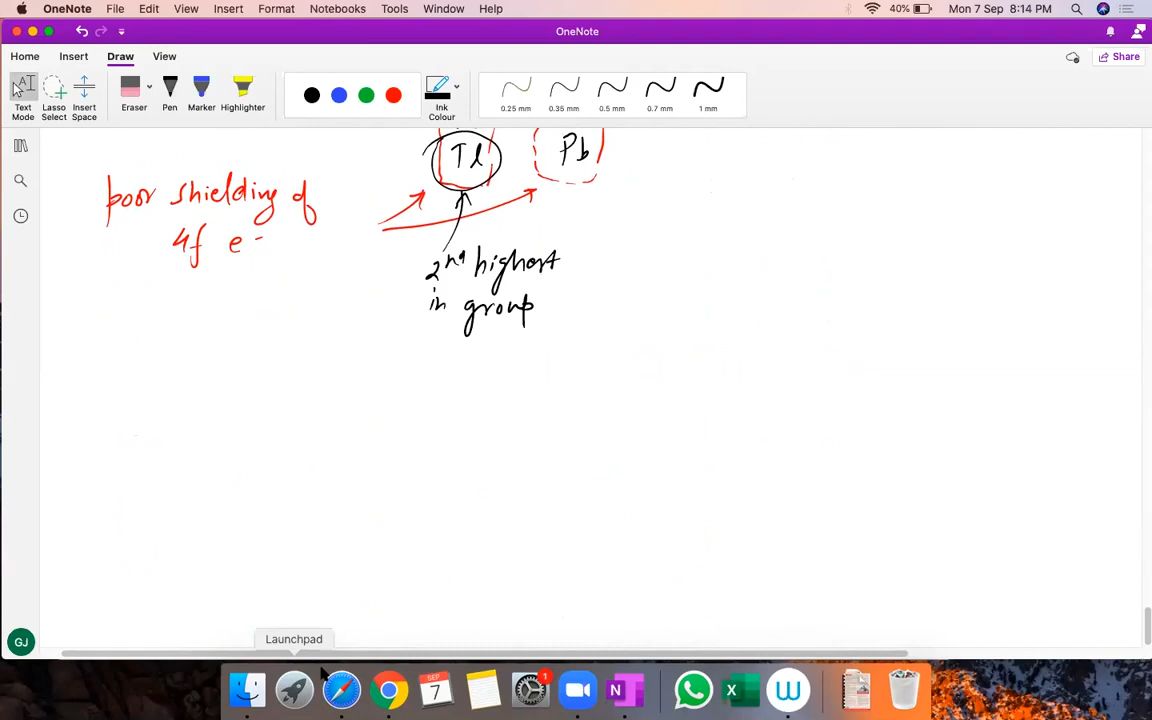 OneNote File Edit View Insert Format Notebooks Tools Window Help 40% Mon 7 Sep 8:14 PM
OneNote
Home Insert Draw View Share
Text Mode
Lasso Select
Insert Space
Eraser
Pen
Marker
Highlighter
Ink Colour
0.25 mm 0.35 mm 0.5 mm 0.7 mm 1 mm
Tl Pb
poor shielding of
4f e-
2nd highest
in group
GJ
Launchpad
SEP
7
1